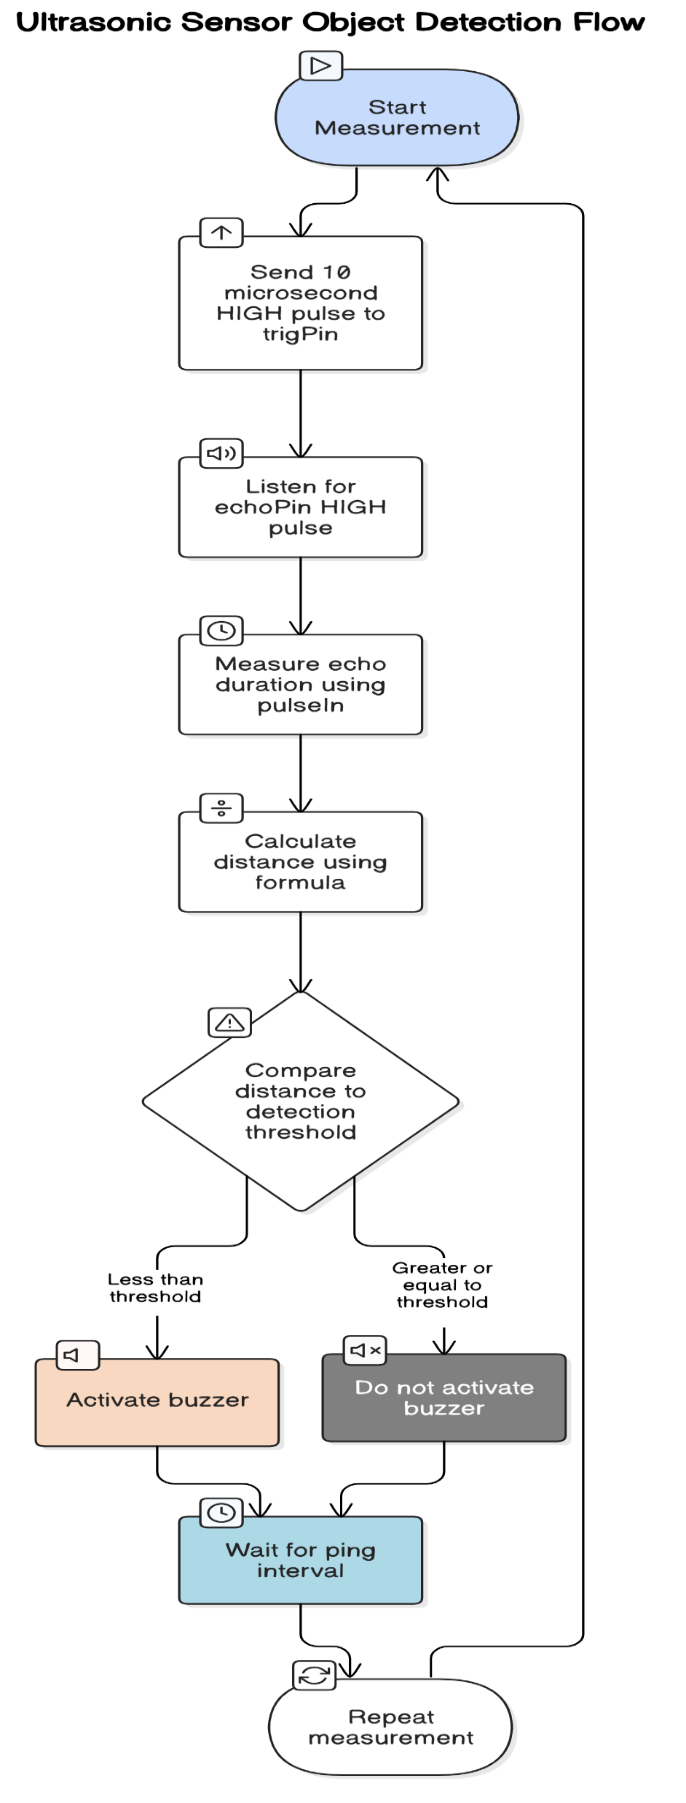 Ultrasonic Sensor Object Detection Flow
Start
Measurement
Send 10
microsecond
HIGH pulse to
trigPin
Listen for
echoPin HIGH
pulse
Measure echo
duration using
pulseIn
Calculate
distance using
formula
Compare
distance to
detection
threshold
Less than
threshold
Greater or
equal to
threshold
Activate buzzer
Do not activate
buzzer
Wait for ping
interval
Repeat
measurement